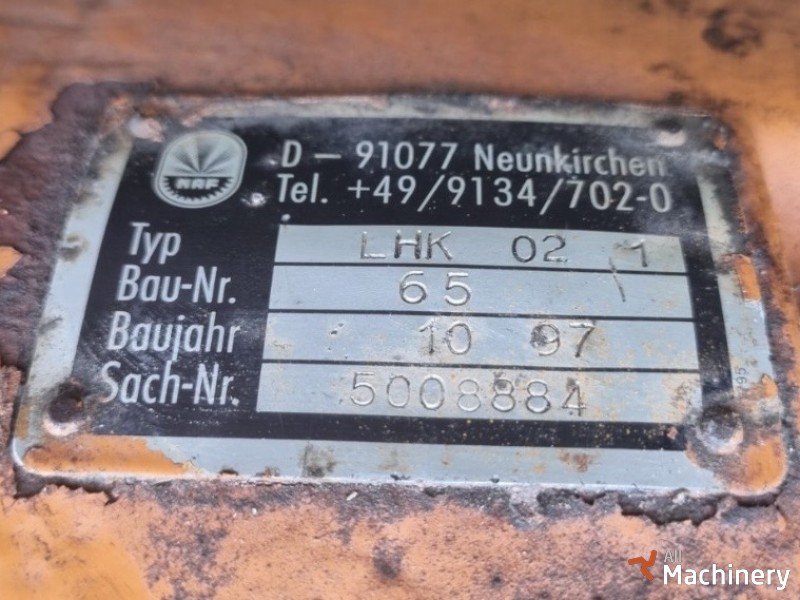 NAF
D – 91077 Neunkirchen
Tel. +49/9134/702-0
Typ LHK 02 1
Bau-Nr. 65
Baujahr 10 97
Sach-Nr. 5008884
All
Machinery